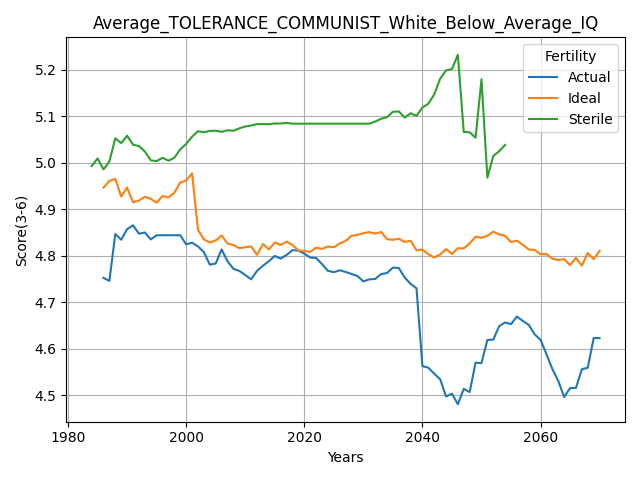 Average_TOLERANCE_COMMUNIST_White_Below_Average_IQ
Fertility
Actual
Ideal
Sterile
Score(3-6)
5.2
5.1
5.0
4.9
4.8
4.7
4.6
4.5
1980
2000
2020
2040
2060
Years